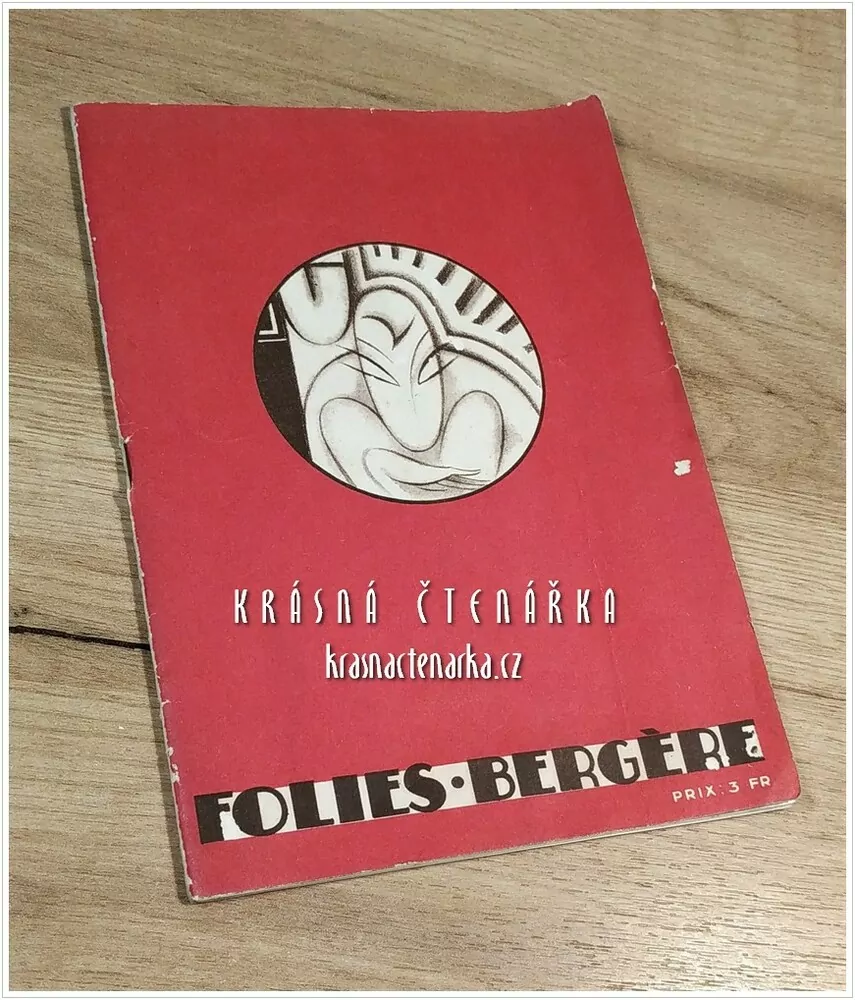 KRÁSNÁ ČTENÁŘKA
krasnactenarka.cz
FOLIES·BERGÈRE
PRIX: 3 FR